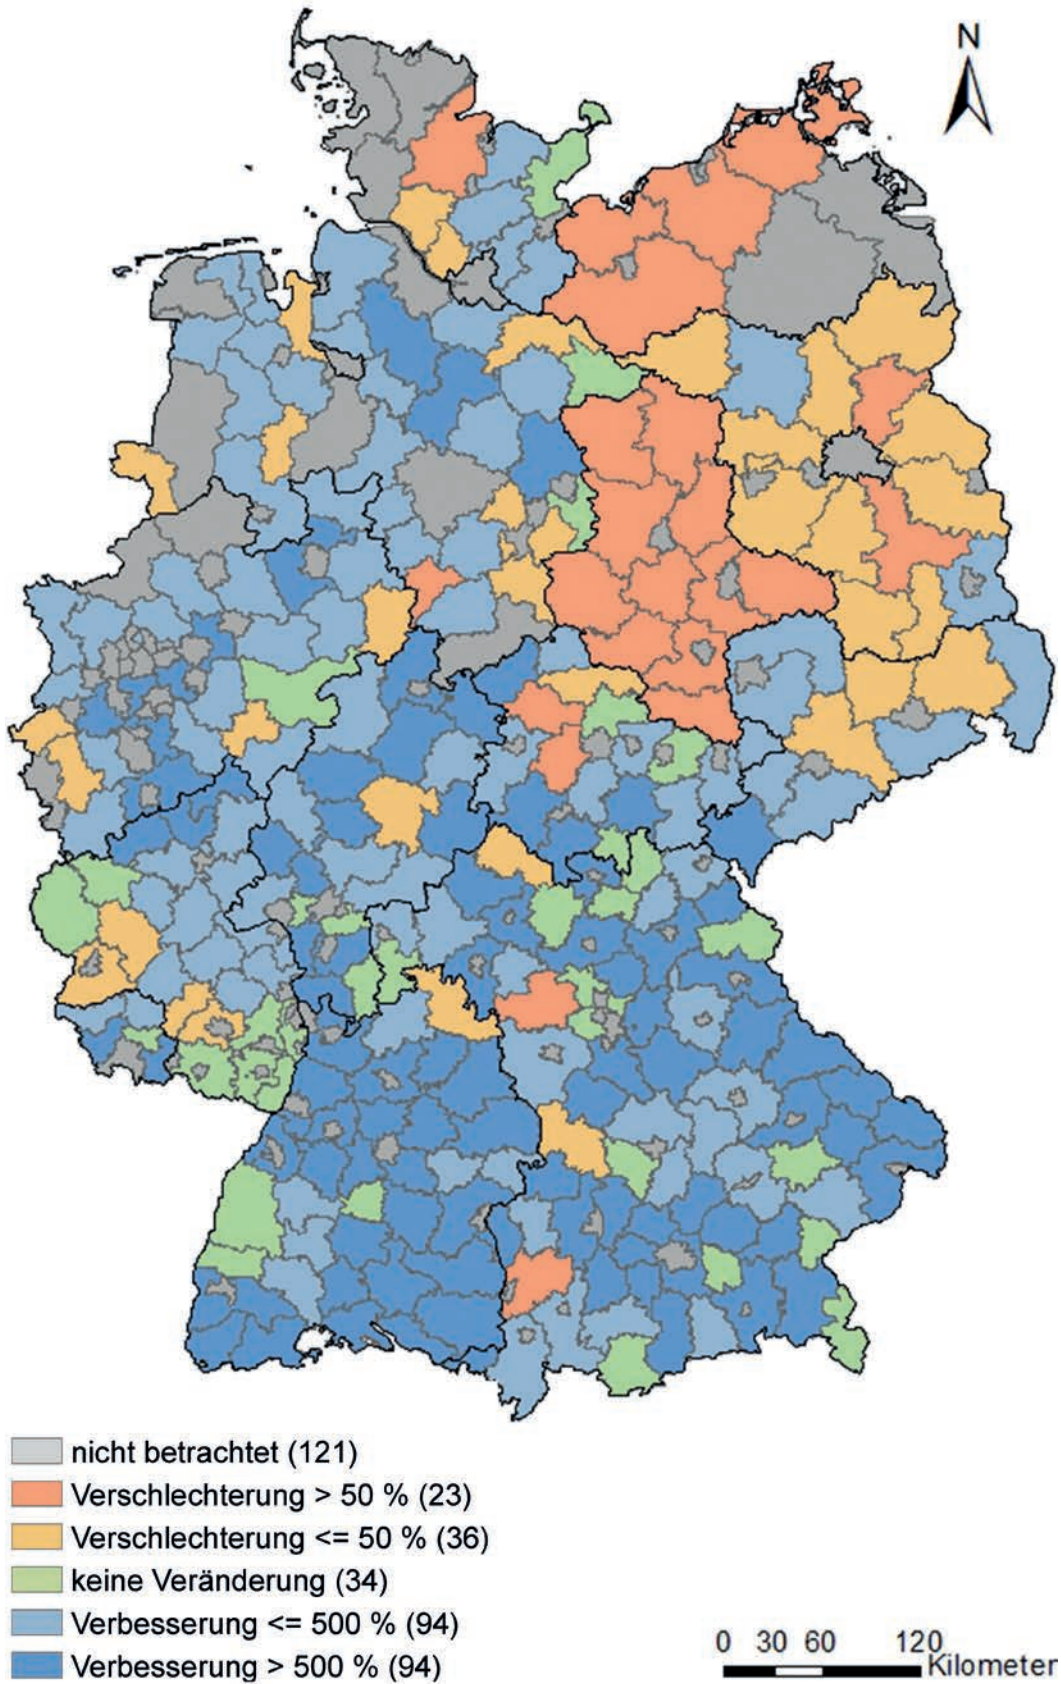 N
nicht betrachtet (121)
Verschlechterung > 50 % (23)
Verschlechterung <= 50 % (36)
keine Veränderung (34)
Verbesserung <= 500 % (94)
Verbesserung > 500 % (94)
0 30 60 120
Kilometer